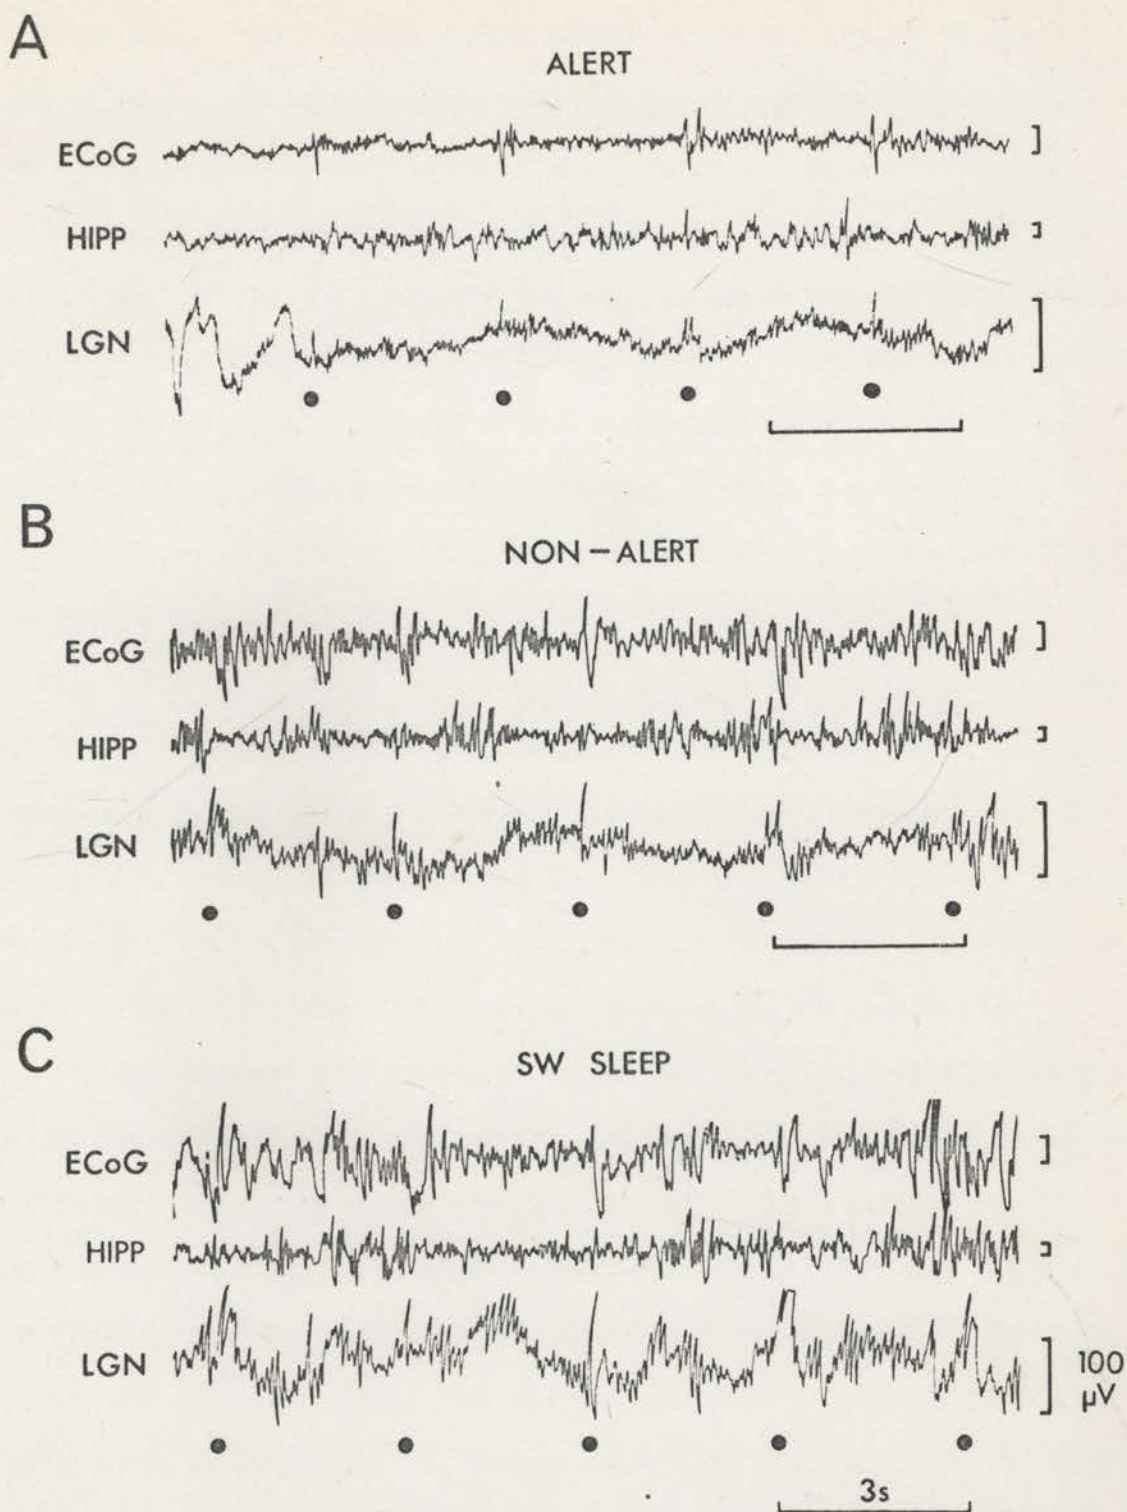 A
ALERT
ECoG
HIPP
LGN
B
NON – ALERT
ECoG
HIPP
LGN
C
SW SLEEP
ECoG
HIPP
LGN
100
µV
3s